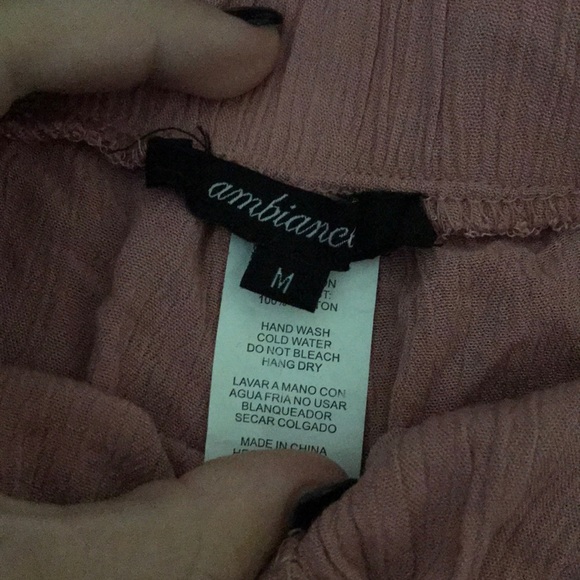 ambiance
M
100%
HAND WASH
COLD WATER
DO NOT BLEACH
HANG DRY
LAVAR A MANO CON
AGUA FRIA NO USAR
BLANQUEADOR
SECAR COLGADO
MADE IN CHINA